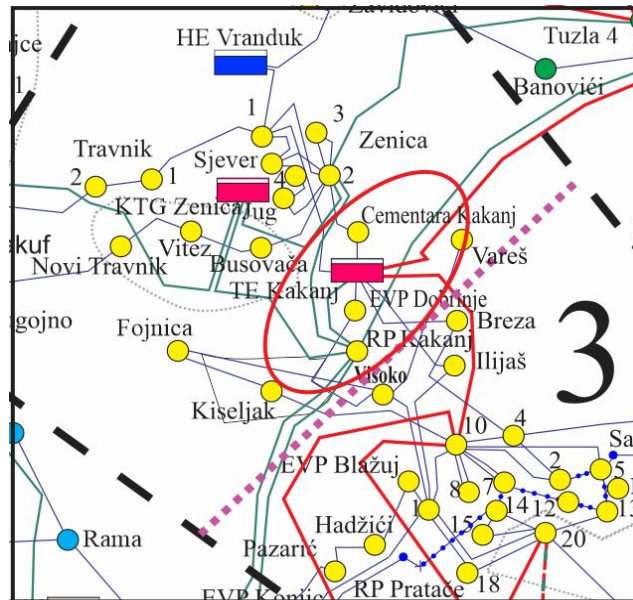 HE Vranduk
Tuzla 4
Banovići
1
3
Zenica
Travnik
Sjever
2
1
4
2
KTG Zenica
Jug
Cementara Kakanj
Vareš
Novi Travnik
Vitez
Busovača
TE Kakanj
EVP Dobrinje
Breza
Fojnica
RP Kakanj
3
Visoko
Ilijaš
Kiseljak
10
4
EVP Blažuj
2
5
8
7
14
12
1
15
13
20
Hadžići
Rama
Pazarić
18
RP Pratače